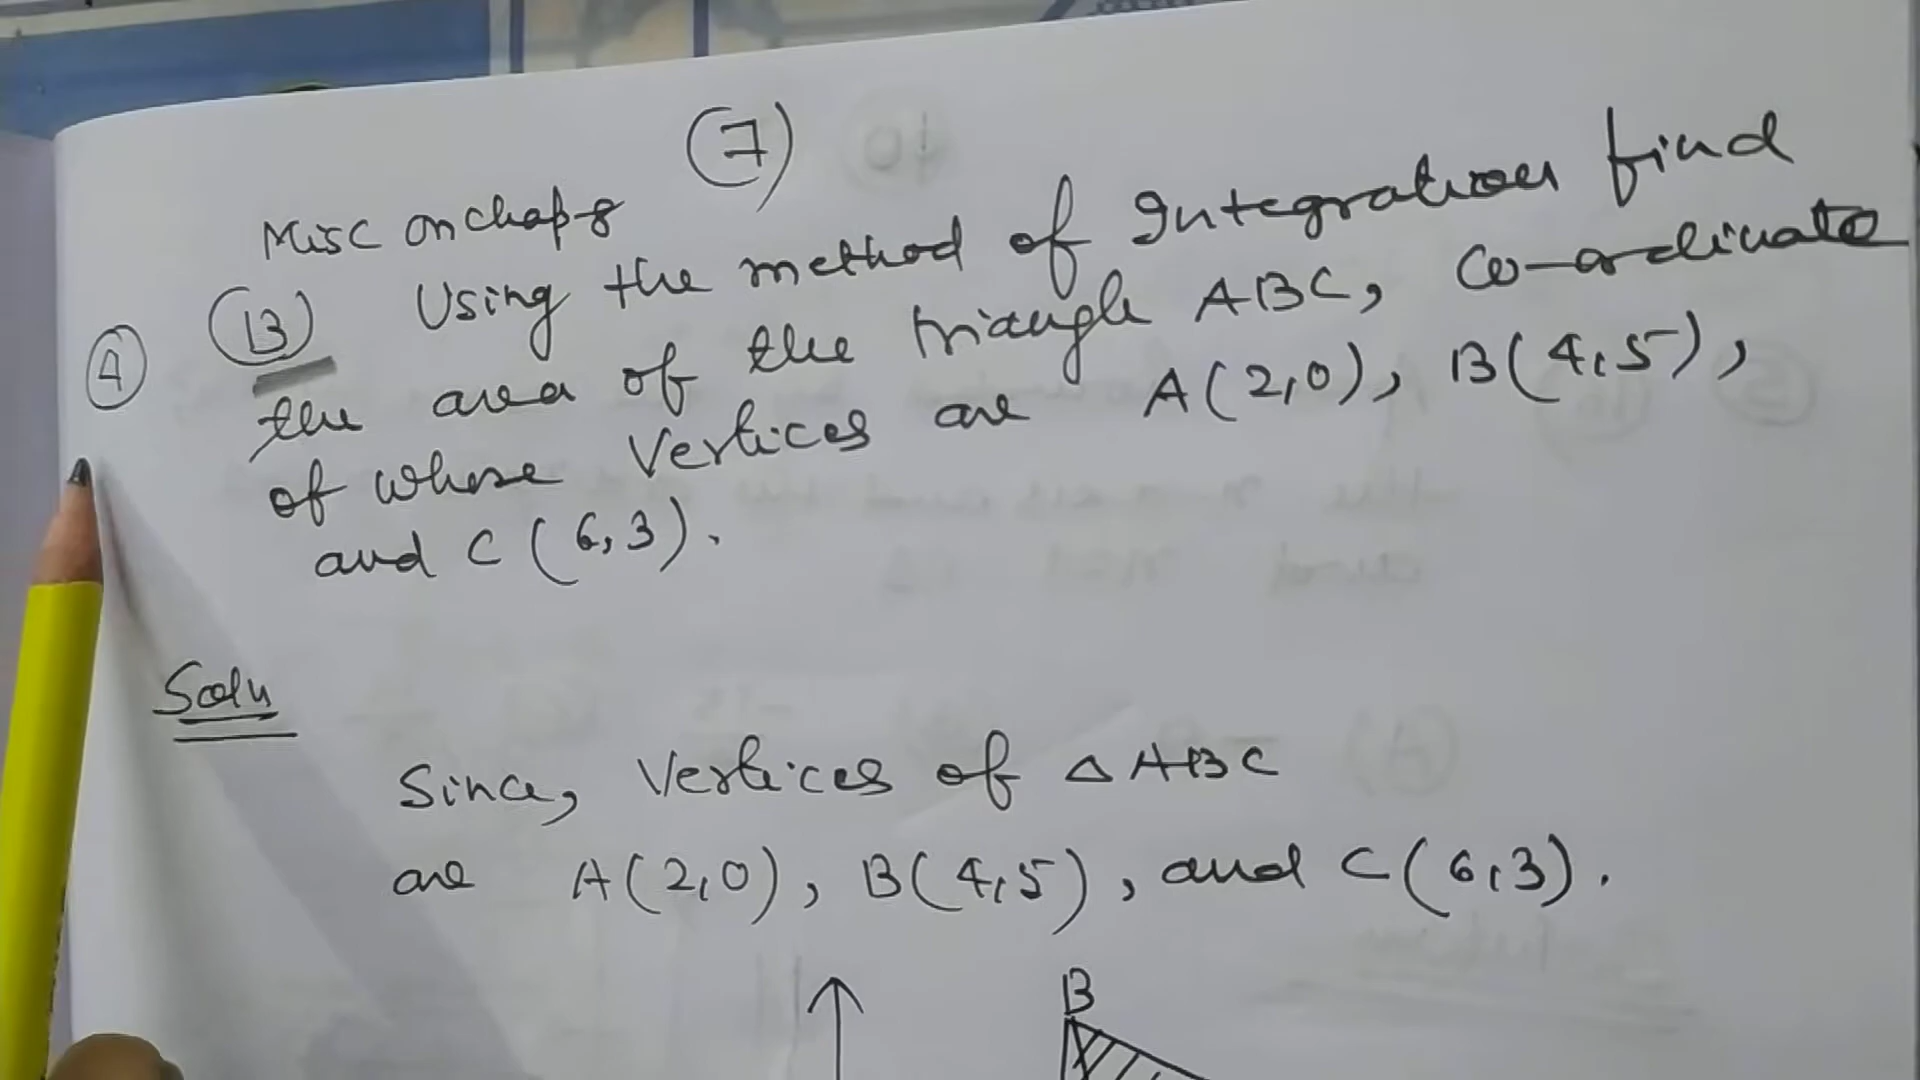 (7)
Misc on chap-8
(4) (13) Using the method of Integration find
the area of the triangle ABC, co-ordinate
of whose vertices are A(2,0), B(4,5),
and C(6,3).
Soln
Since, vertices of △ABC
are A(2,0), B(4,5), and C(6,3).
B